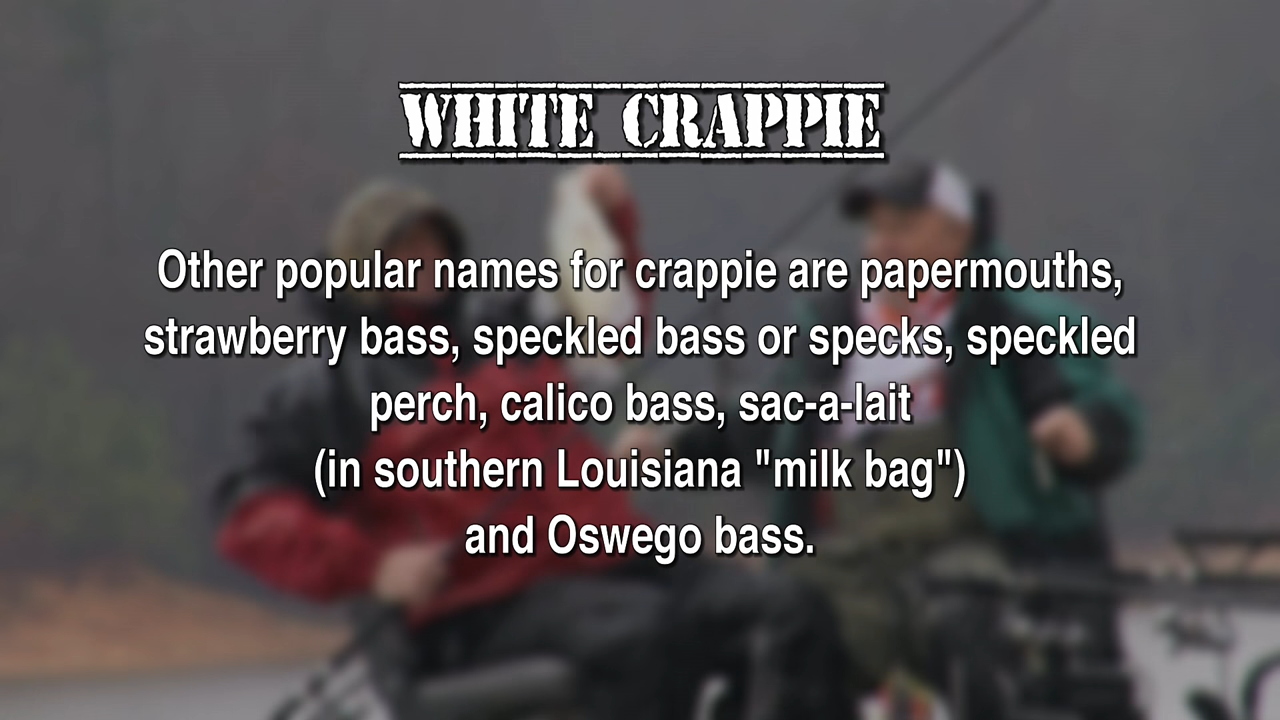 WHITE CRAPPIE
Other popular names for crappie are papermouths,
strawberry bass, speckled bass or specks, speckled
perch, calico bass, sac-a-lait
(in southern Louisiana "milk bag")
and Oswego bass.